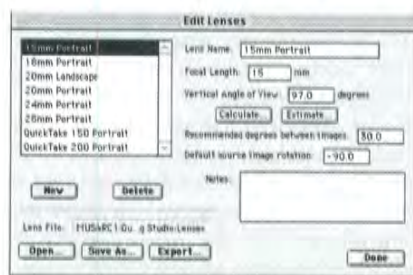 Edit Lenses
15mm Portrait
18mm Portrait
20mm Landscape
20mm Portrait
24mm Portrait
28mm Portrait
QuickTake 150 Portrait
QuickTake 200 Portrait
New
Delete
Lens File:
Open...
Save As...
Export...
Lens Name: 15mm Portrait
Focal Length: 15 mm
Vertical Angle of View: 97.0 degrees
Calculate...
Estimate...
Recommended degrees between images: 30.0
Default source image rotation: -90.0
Notes:
Done